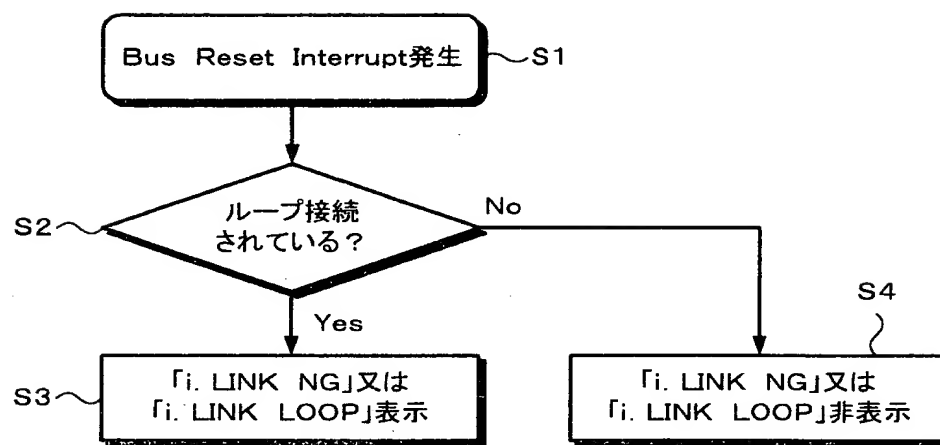 Bus Reset Interrupt発生
S1
ループ接続
されている?
S2
No
Yes
S4
「i. LINK NG」又は
「i. LINK LOOP」表示
S3
「i. LINK NG」又は
「i. LINK LOOP」非表示